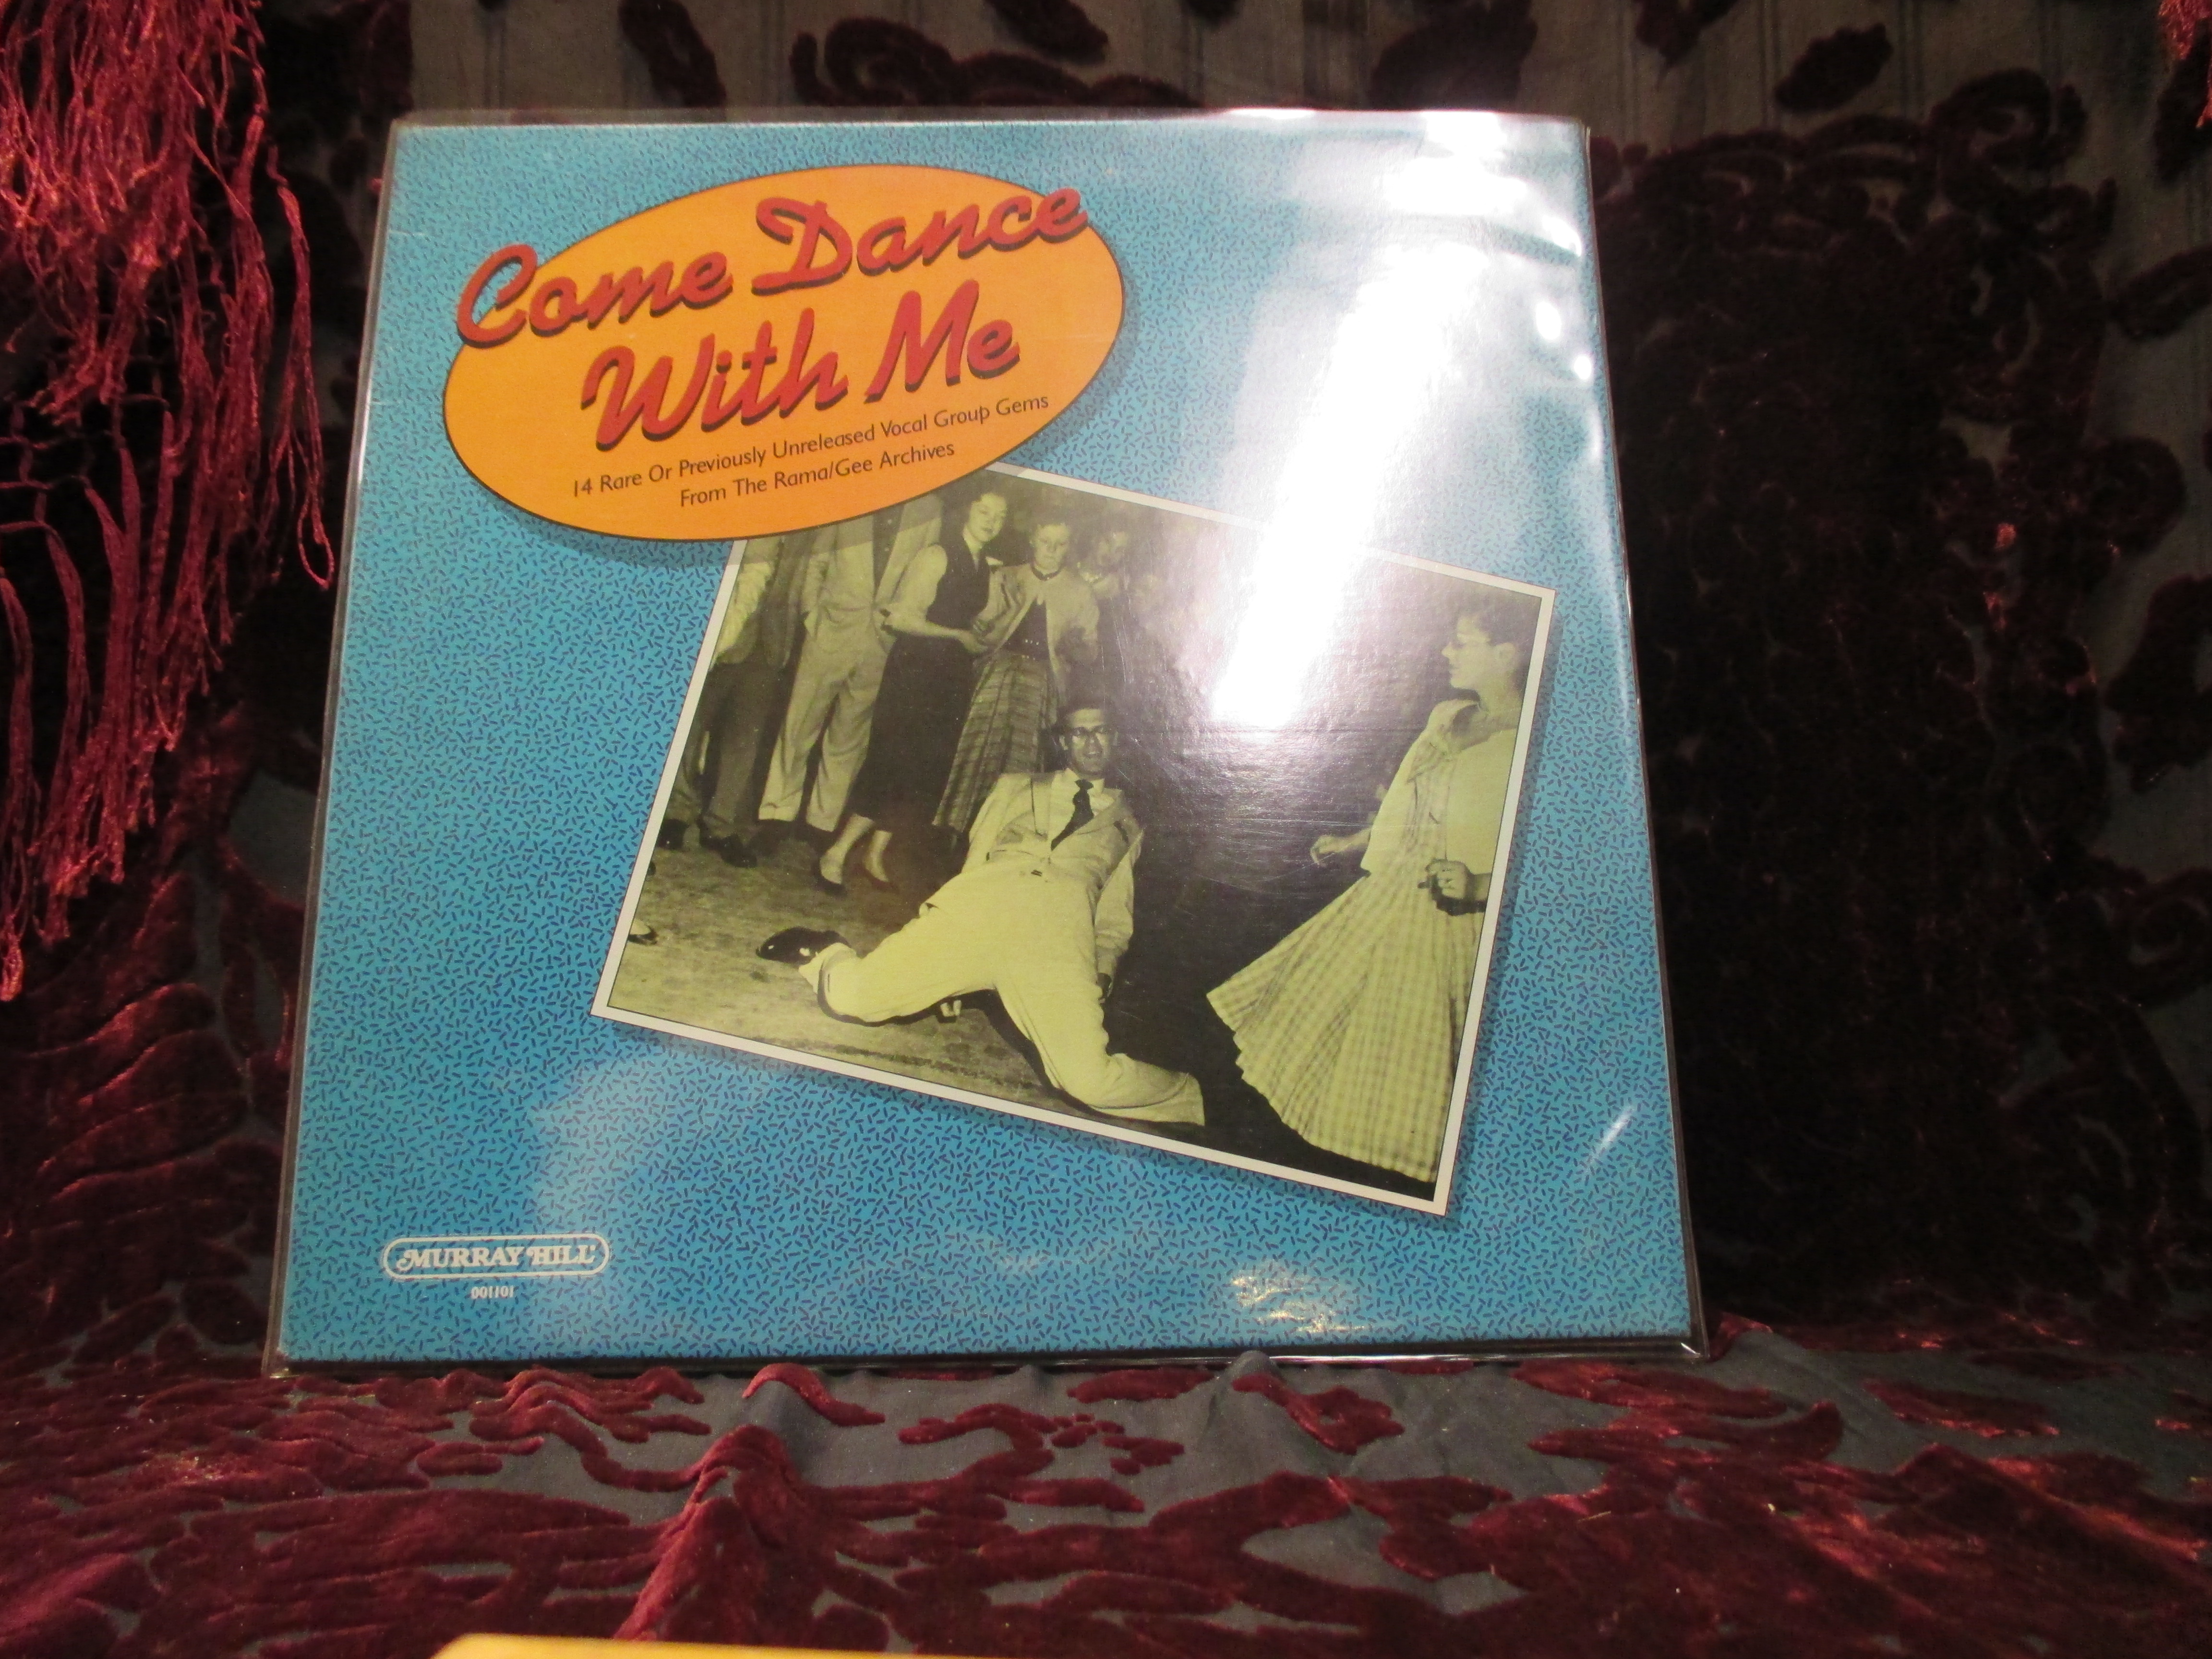 Come Dance
With Me
14 Rare Or Previously Unreleased Vocal Group Gems
From The Rama/Gee Archives
MURRAY HILL
001101